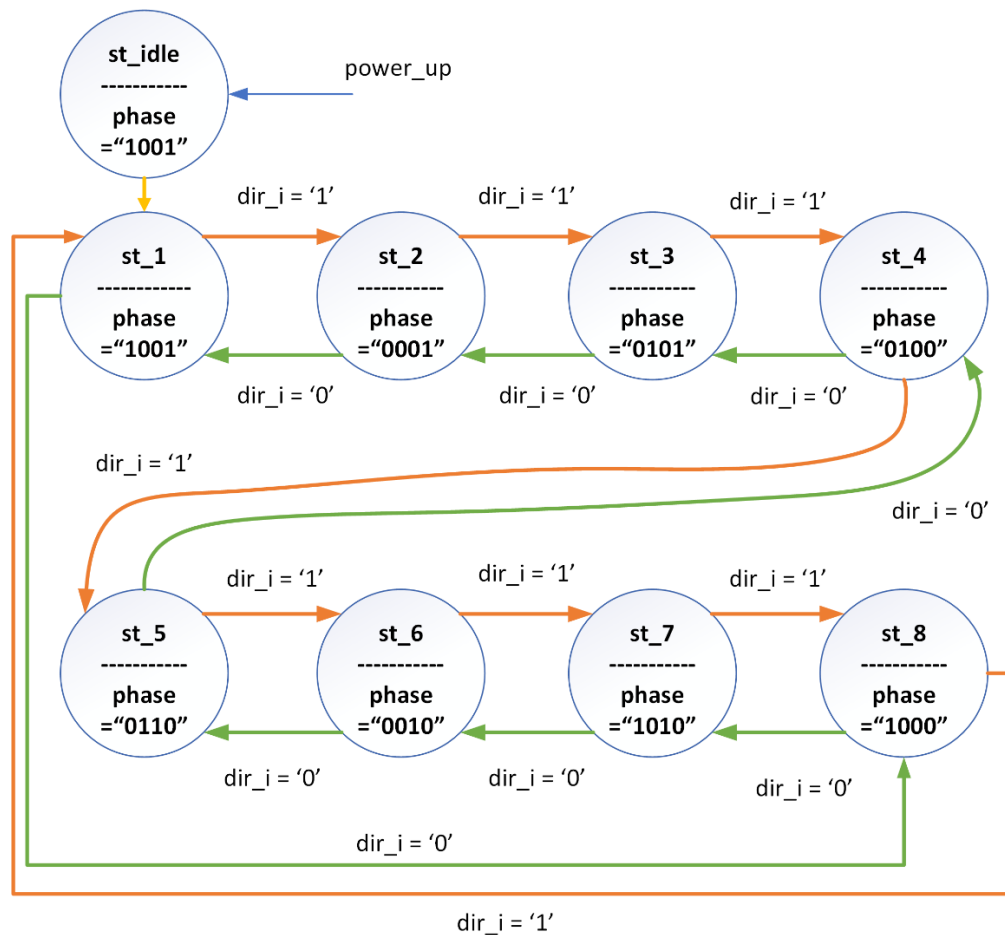 st_idle
-----------
phase
=“1001”
power_up
dir_i = ‘1’
dir_i = ‘1’
dir_i = ‘1’
st_1
------------
phase
=“1001”
st_2
-----------
phase
=“0001”
st_3
-----------
phase
=“0101”
st_4
-----------
phase
=“0100”
dir_i = ‘0’
dir_i = ‘0’
dir_i = ‘0’
dir_i = ‘1’
dir_i = ‘0’
dir_i = ‘1’
dir_i = ‘1’
dir_i = ‘1’
st_5
-----------
phase
=“0110”
st_6
-----------
phase
=“0010”
st_7
-----------
phase
=“1010”
st_8
-----------
phase
=“1000”
dir_i = ‘0’
dir_i = ‘0’
dir_i = ‘0’
dir_i = ‘0’
dir_i = ‘1’